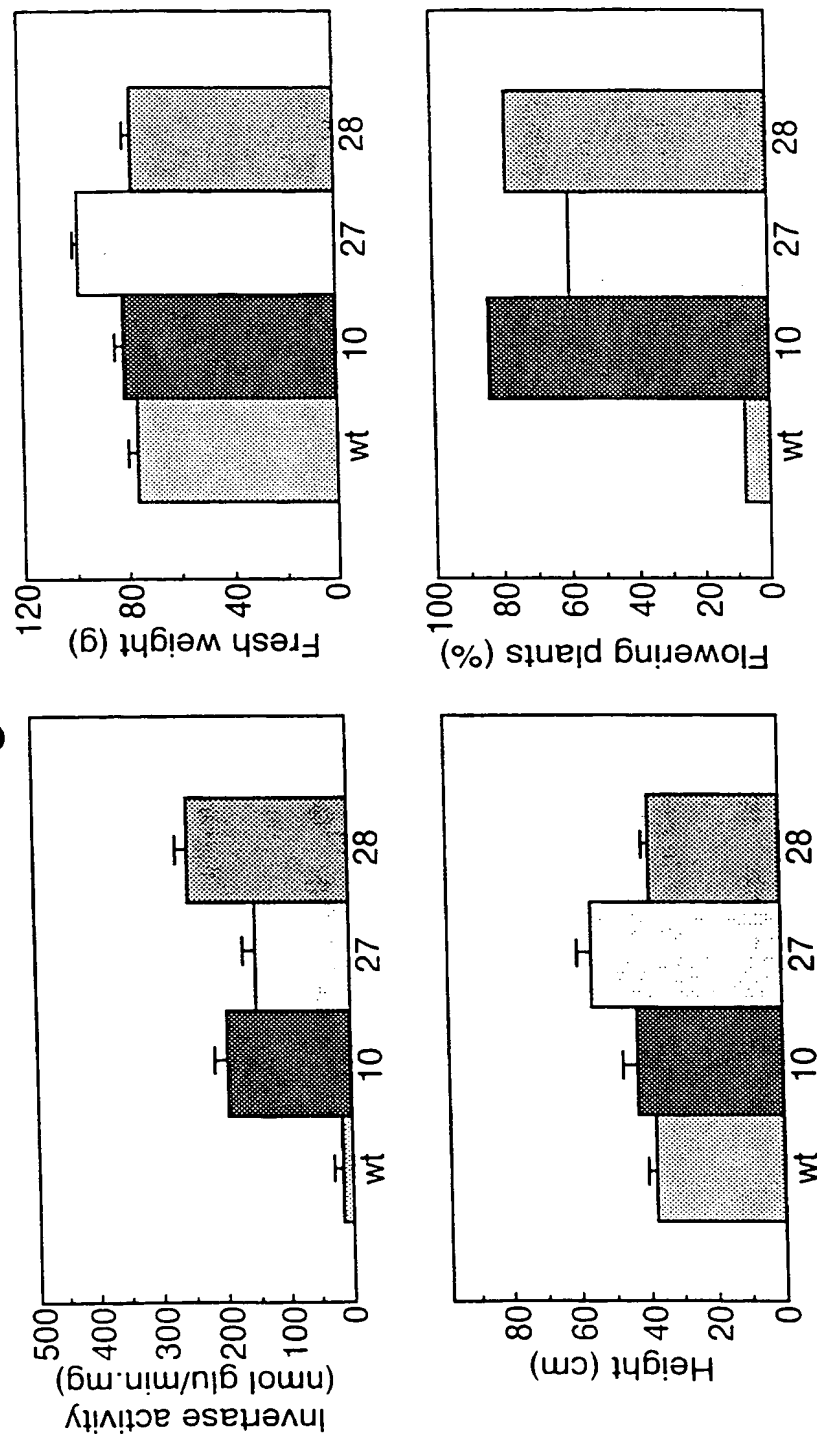 Invertase activity
(nmol glu/min.mg)
500
400
300
200
100
0
wt 10 27 28
Fresh weight (g)
120
80
40
0
wt 10 27 28
Height (cm)
80
60
40
20
0
wt 10 27 28
Flowering plants (%)
100
80
60
40
20
0
wt 10 27 28